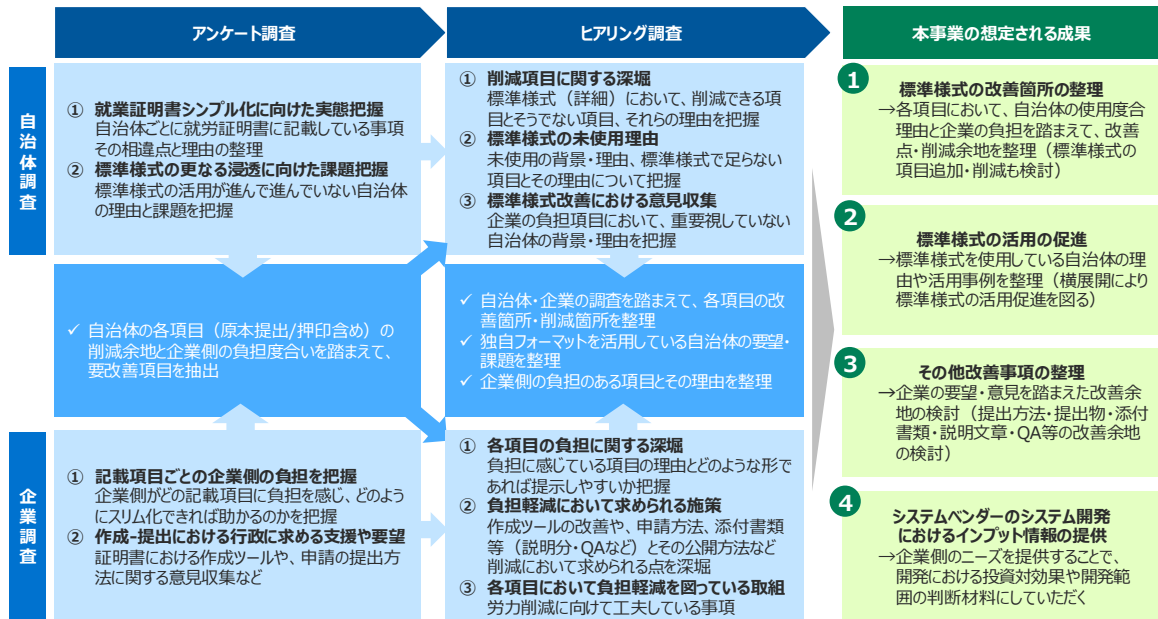 アンケート調査
ヒアリング調査
本事業の想定される成果
自治体調査
① 就業証明書シンプル化に向けた実態把握
自治体ごとに就労証明書に記載している事項
その相違点と理由の整理
② 標準様式の更なる浸透に向けた課題把握
標準様式の活用が進んで進んでいない自治体
の理由と課題を把握
① 削減項目に関する深堀
標準様式（詳細）において、削減できる項
目とそうでない項目、それらの理由を把握
② 標準様式の未使用理由
未使用の背景・理由、標準様式で足らない
項目とその理由について把握
③ 標準様式改善における意見収集
企業の負担項目において、重要視していない
自治体の背景・理由を把握
✓ 自治体の各項目（原本提出/押印含め）の
削減余地と企業側の負担度合いを踏まえて、
要改善項目を抽出
✓ 自治体・企業の調査を踏まえて、各項目の改
善箇所・削減箇所を整理
✓ 独自フォーマットを活用している自治体の要望・
課題を整理
✓ 企業側の負担のある項目とその理由を整理
企業調査
① 記載項目ごとの企業側の負担を把握
企業側がどの記載項目に負担を感じ、どのよう
にスリム化できれば助かるのかを把握
② 作成-提出における行政に求める支援や要望
証明書における作成ツールや、申請の提出方
法に関する意見収集など
① 各項目の負担に関する深堀
負担に感じている項目の理由とどのような形で
あれば提示しやすいか把握
② 負担軽減において求められる施策
作成ツールの改善や、申請方法、添付書類
等（説明分・QAなど）とその公開方法など
削減において求められる点を深堀
③ 各項目において負担軽減を図っている取組
労力削減に向けて工夫している事項
1
標準様式の改善箇所の整理
→各項目において、自治体の使用度合
理由と企業の負担を踏まえて、改善
点・削減余地を整理（標準様式の
項目追加・削減も検討）
2
標準様式の活用の促進
→標準様式を使用している自治体の理
由や活用事例を整理（横展開により
標準様式の活用促進を図る）
3
その他改善事項の整理
→企業の要望・意見を踏まえた改善余
地の検討（提出方法・提出物・添付
書類・説明文章・QA等の改善余地
の検討）
4
システムベンダーのシステム開発
におけるインプット情報の提供
→企業側のニーズを提供することで、
開発における投資対効果や開発範
囲の判断材料にしていただく